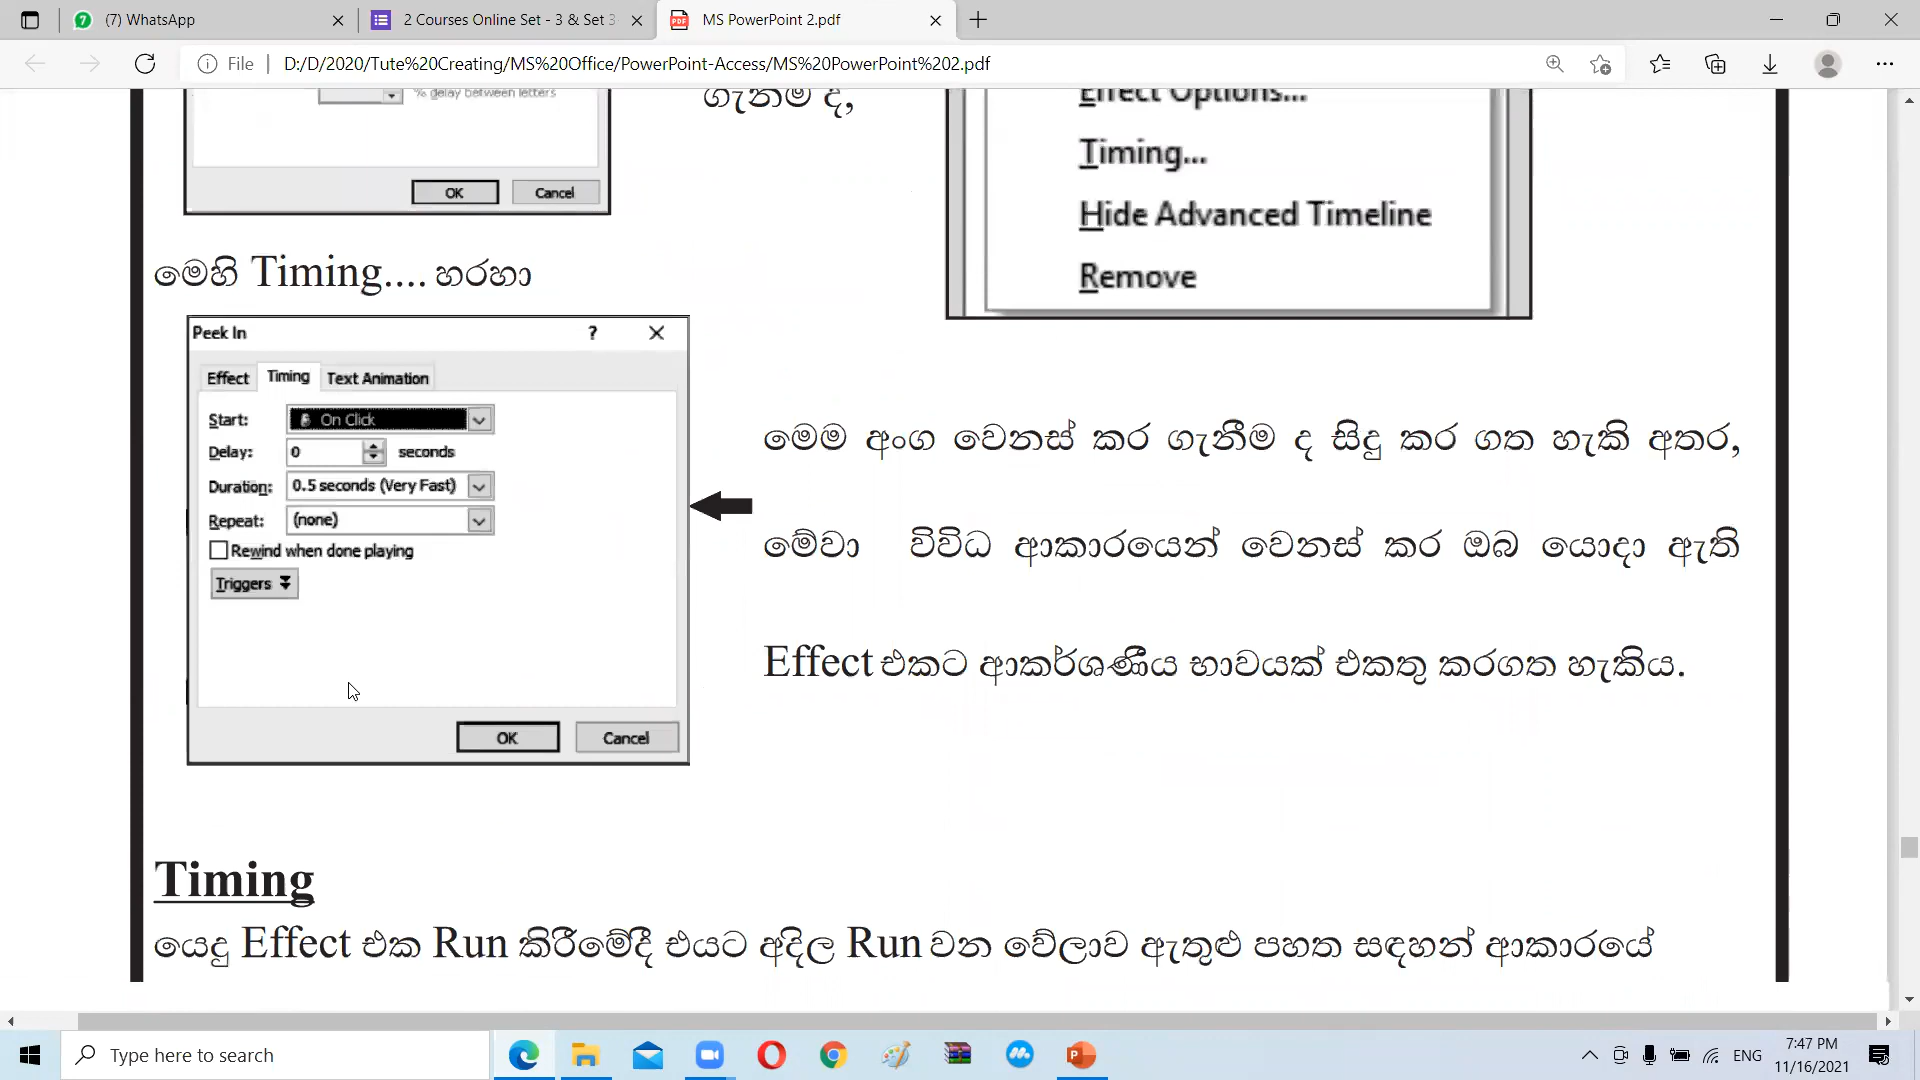 (7) WhatsApp
2 Courses Online Set - 3 & Set 3
MS PowerPoint 2.pdf
File
D:/D/2020/Tute%20Creating/MS%20Office/PowerPoint-Access/MS%20PowerPoint%202.pdf
% delay between letters
ගැනීම ද,
Effect Options...
Timing...
OK
Cancel
Hide Advanced Timeline
Remove
මෙහි Timing.... හරහා
Peek In
?
Effect
Timing
Text Animation
Start:
On Click
Delay:
0
seconds
Duration:
0.5 seconds (Very Fast)
Repeat:
(none)
Rewind when done playing
Triggers
OK
Cancel
මෙම අංග වෙනස් කර ගැනීම ද සිදු කර ගත හැකි අතර,
මේවා විවිධ ආකාරයෙන් වෙනස් කර ඔබ යොදා ඇති
Effect එකට ආකර්ශණීය භාවයක් එකතු කරගත හැකිය.
Timing
යෙදූ Effect එක Run කිරීමේදී එයට අදිල Run වන වේලාව ඇතුළු පහත සඳහන් ආකාරයේ
Type here to search
ENG
7:47 PM
11/16/2021